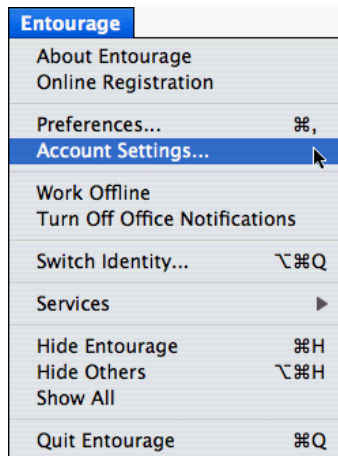 Entourage
About Entourage
Online Registration
Preferences... ⌘,
Account Settings...
Work Offline
Turn Off Office Notifications
Switch Identity... ⌥⌘Q
Services
Hide Entourage ⌘H
Hide Others ⌥⌘H
Show All
Quit Entourage ⌘Q